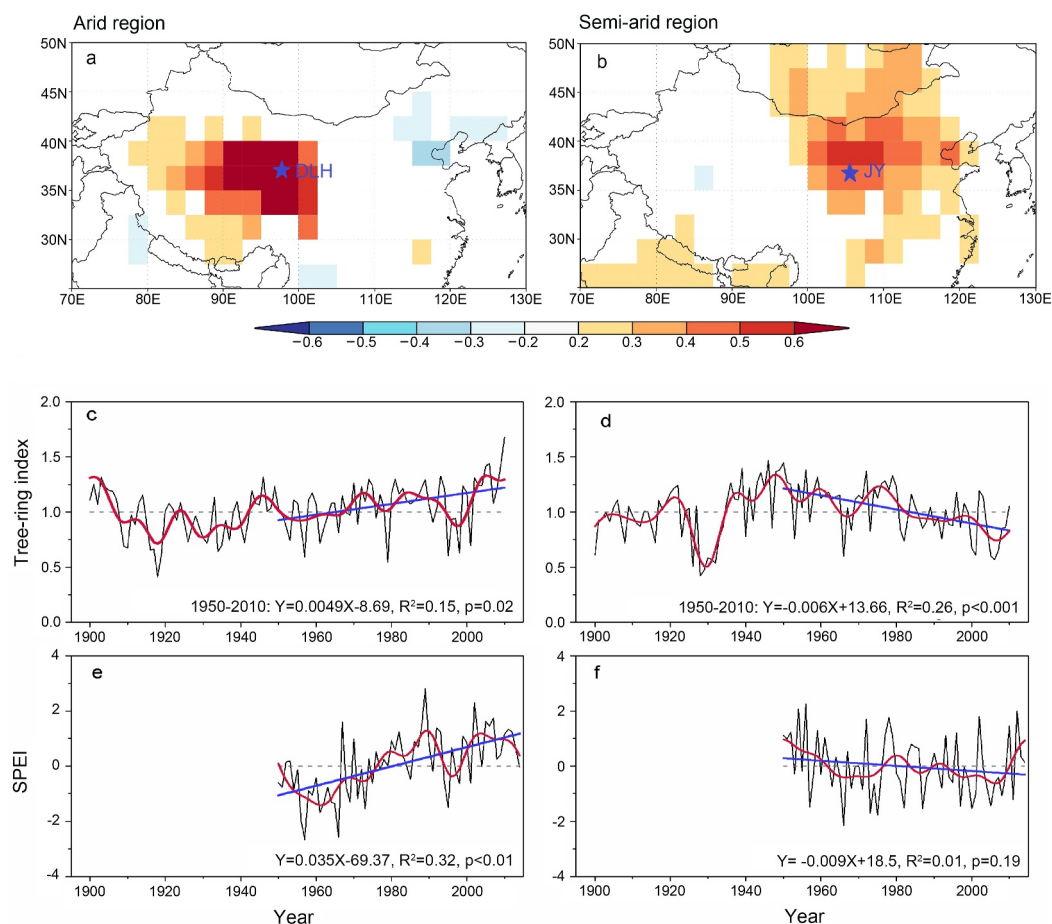 Arid region
Semi-arid region
a
b
50N
45N
40N
35N
30N
DLH
70E 80E 90E 100E 110E 120E 130E
50N
45N
40N
35N
30N
JY
70E 80E 90E 100E 110E 120E 130E
−0.6 −0.5 −0.4 −0.3 −0.2 0.2 0.3 0.4 0.5 0.6
c
Tree-ring index
2.0
1.5
1.0
0.5
0.0
1950-2010: Y=0.0049X-8.69, R²=0.15, p=0.02
1900 1920 1940 1960 1980 2000
d
2.0
1.5
1.0
0.5
0.0
1950-2010: Y=-0.006X+13.66, R²=0.26, p<0.001
1900 1920 1940 1960 1980 2000
e
SPEI
4
2
0
-2
-4
Y=0.035X-69.37, R²=0.32, p<0.01
1900 1920 1940 1960 1980 2000
Year
f
4
2
0
-2
-4
Y= -0.009X+18.5, R²=0.01, p=0.19
1900 1920 1940 1960 1980 2000
Year